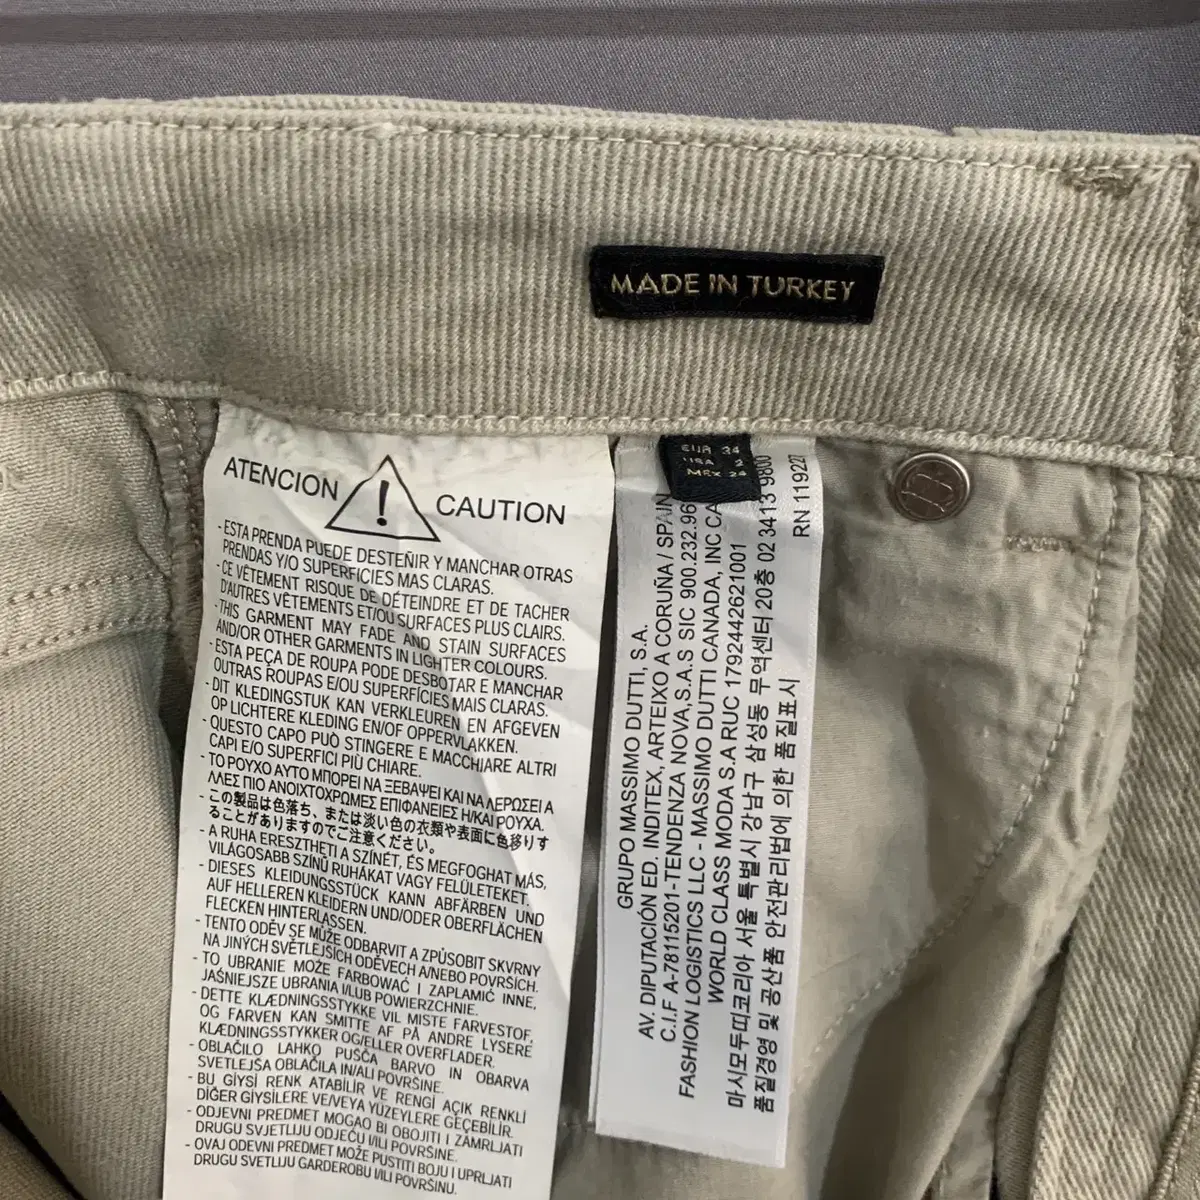 MADE IN TURKEY
ATENCION ! CAUTION
- ESTA PRENDA PUEDE DESTEÑIR Y MANCHAR OTRAS
PRENDAS Y/O SUPERFICIES MAS CLARAS.
- CE VÊTEMENT RISQUE DE DÉTEINDRE ET DE TACHER
D'AUTRES VÊTEMENTS ET/OU SURFACES PLUS CLAIRS.
- THIS GARMENT MAY FADE AND STAIN SURFACES
AND/OR OTHER GARMENTS IN LIGHTER COLOURS.
- ESTA PEÇA DE ROUPA PODE DESBOTAR E MANCHAR
OUTRAS ROUPAS E/OU SUPERFÍCIES MAIS CLARAS.
- DIT KLEDINGSTUK KAN VERKLEUREN EN AFGEVEN
OP LICHTERE KLEDING EN/OF OPPERVLAKKEN.
- QUESTO CAPO PUÒ STINGERE E MACCHIARE ALTRI
CAPI E/O SUPERFICI PIÙ CHIARE.
- ΤΟ ΡΟΥΧΟ ΑΥΤΟ ΜΠΟΡΕΙ ΝΑ ΞΕΒΑΨΕΙ ΚΑΙ ΝΑ ΛΕΡΩΣΕΙ Α
ΛΛΕΣ ΠΙΟ ΑΝΟΙΧΤΟΧΡΩΜΕΣ ΕΠΙΦΑΝΕΙΕΣ Η/ΚΑΙ ΡΟΥΧΑ.
- この製品は色落ち、または淡い色の衣類や表面に色移りす
ることがありますのでご注意ください。
- A RUHA ERESZTHETI A SZÍNÉT, ÉS MEGFOGHAT MÁS,
VILÁGOSABB SZÍNŰ RUHÁKAT VAGY FELÜLETEKET.
- DIESES KLEIDUNGSSTÜCK KANN ABFÄRBEN UND
AUF HELLEREN KLEIDERN UND/ODER OBERFLÄCHEN
FLECKEN HINTERLASSEN.
- TENTO ODĚV SE MŮŽE ODBARVIT A ZPŮSOBIT SKVRNY
NA JINÝCH SVĚTLEJŠÍCH ODĚVECH A/NEBO POVRŠÍCH.
- TO UBRANIE MOŻE FARBOWAĆ I ZAPLAMIĆ INNE,
JAŚNIEJSZE UBRANIA I/LUB POWIERZCHNIE.
- DETTE KLÆDNINGSSTYKKE VIL MISTE FARVESTOF,
OG FARVEN KAN SMITTE AF PÅ ANDRE LYSERE
KLÆDNINGSSTYKKER OG/ELLER OVERFLADER.
- OBLAČILO LAHKO PUŠČA BARVO IN OBARVA
SVETLEJŠA OBLAČILA IN/ALI POVRŠINE.
- BU GİYSİ RENK ATABİLİR VE RENGİ AÇIK RENKLİ
DİĞER GİYSİLERE VE/VEYA YÜZEYLERE GEÇEBİLİR.
- ODJEVNI PREDMET MOGAO BI OBOJITI I ZAMRLJATI
DRUGU SVJETLIJU ODJEĆU I/ILI POVRŠINE.
- OVAJ ODEVNI PREDMET MOŽE PUSTITI BOJU I UPRLJATI
DRUGU SVETLIJU GARDEROBU I/ILI POVRŠINU.
EUR 34
USA 2
MEX 24
GRUPO MASSIMO DUTTI, S.A.
AV. DIPUTACIÓN ED. INDITEX, ARTEIXO A CORUÑA / SPAIN
C.I.F A-78115201-TENDENZA NOVA,S.A.S SIC 900.232.96
FASHION LOGISTICS LLC - MASSIMO DUTTI CANADA, INC CA
WORLD CLASS MODA S.A RUC 1792442621001
마시모두띠코리아 서울 특별시 강남구 삼성동 무역센터 20층 02 3413 9800
품질경영 및 공산품 안전관리법에 의한 품질표시
RN 119227